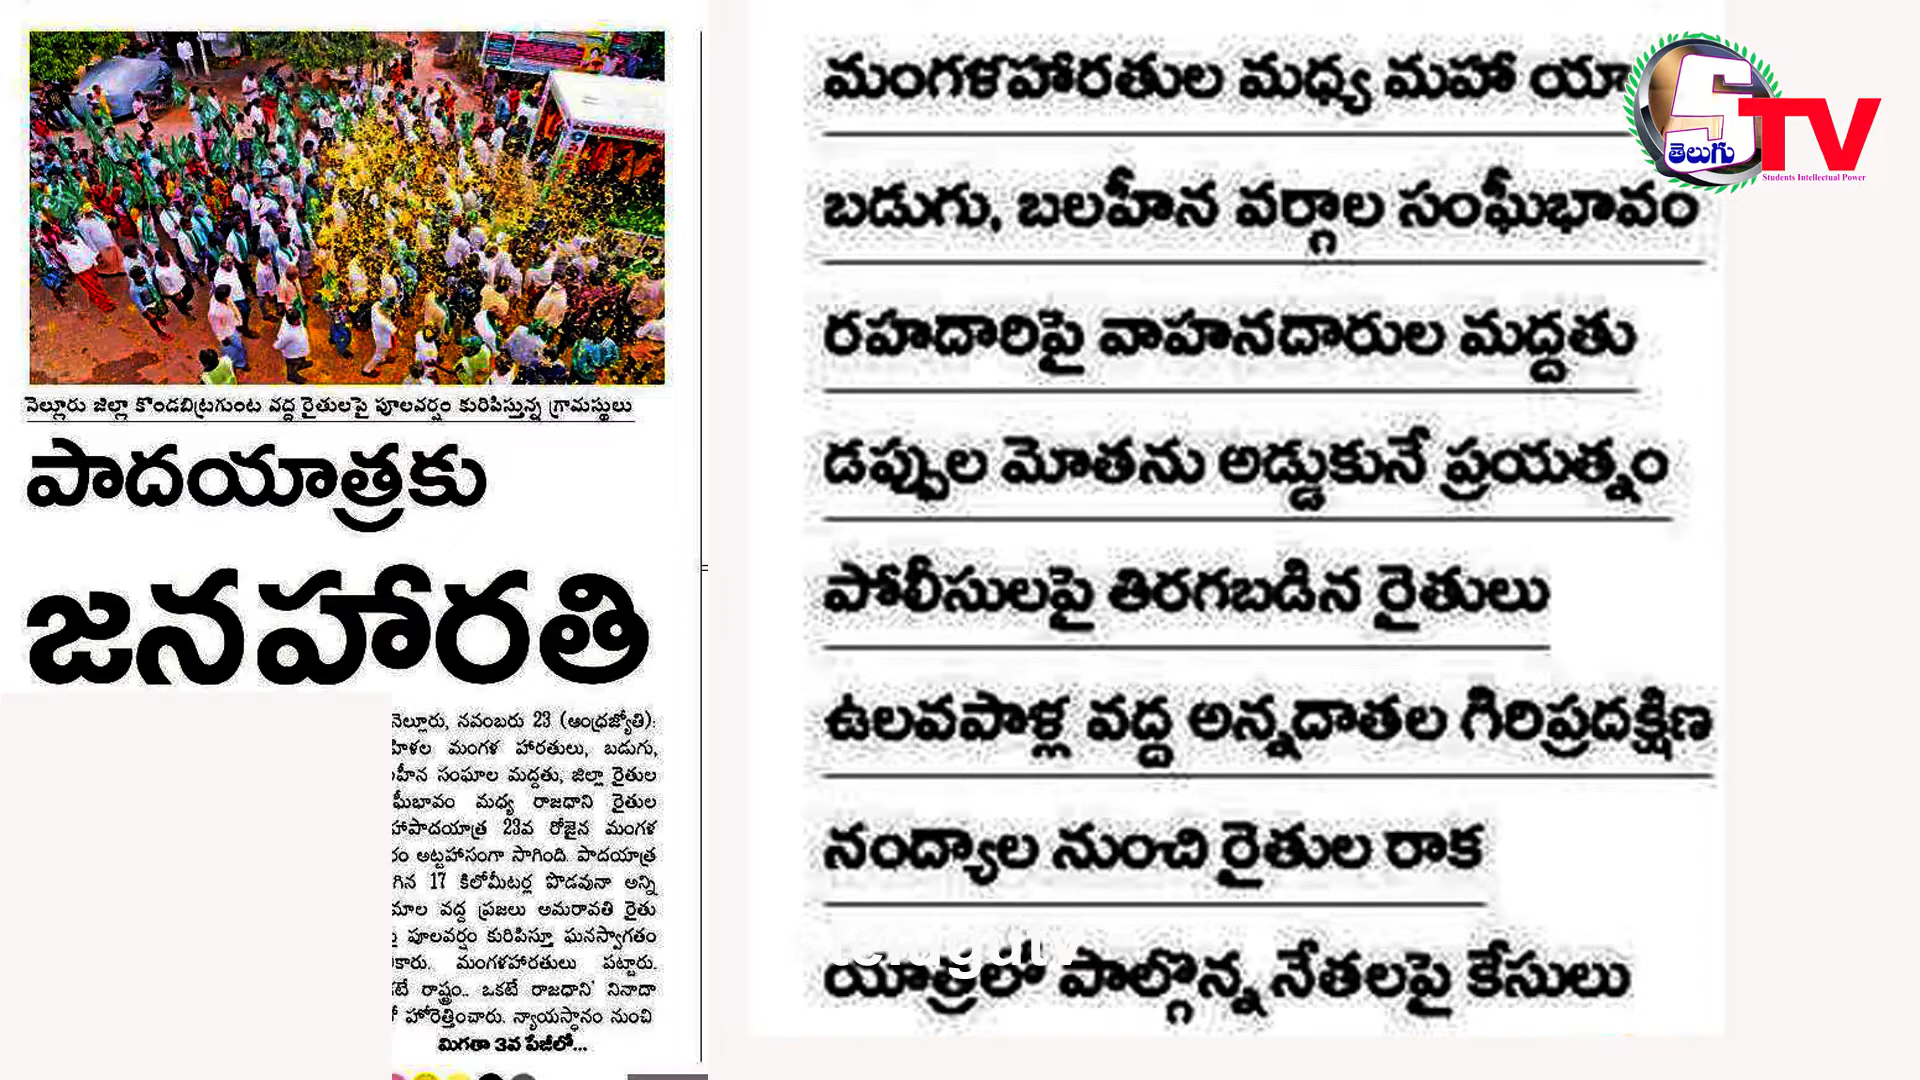 నెల్లూరు జిల్లా కొండబిట్రగుంట వద్ద రైతులపై పూలవర్షం కురిపిస్తున్న గ్రామస్థులు
పాదయాత్రకు
జనహారతి
నెల్లూరు, నవంబరు 23 (ఆంధ్రజ్యోతి):
మంగళ హారతులు, బడుగు,
సంఘాల మద్దతు, జిల్లా రైతుల
మధ్య రాజధాని రైతుల
23వ రోజైన మంగళ
అట్టహాసంగా సాగింది. పాదయాత్ర
17 కిలోమీటర్ల పొడవునా అన్ని
వద్ద ప్రజలు అమరావతి రైతు
పూలవర్షం కురిపిస్తూ ఘనస్వాగతం
మంగళహారతులు పట్టారు.
రాష్ట్రం.. ఒకటే రాజధాని' నినాదా
హోరెత్తించారు. న్యాయస్థానం నుంచి
మిగతా 3వ పేజీలో...
మంగళహారతుల మధ్య మహా యా
బడుగు, బలహీన వర్గాల సంఘీభావం
రహదారిపై వాహనదారుల మద్దతు
డప్పుల మోతను అడ్డుకునే ప్రయత్నం
పోలీసులపై తిరగబడిన రైతులు
ఉలవపాళ్ల వద్ద అన్నదాతల గిరిప్రదక్షిణ
నంద్యాల నుంచి రైతుల రాక
యాత్రలో పాల్గొన్న నేతలపై కేసులు
telugutv
S TV
తెలుగు
Students Intellectual Power